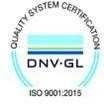 QUALITY SYSTEM CERTIFICATION
DNV·GL
ISO 9001:2015